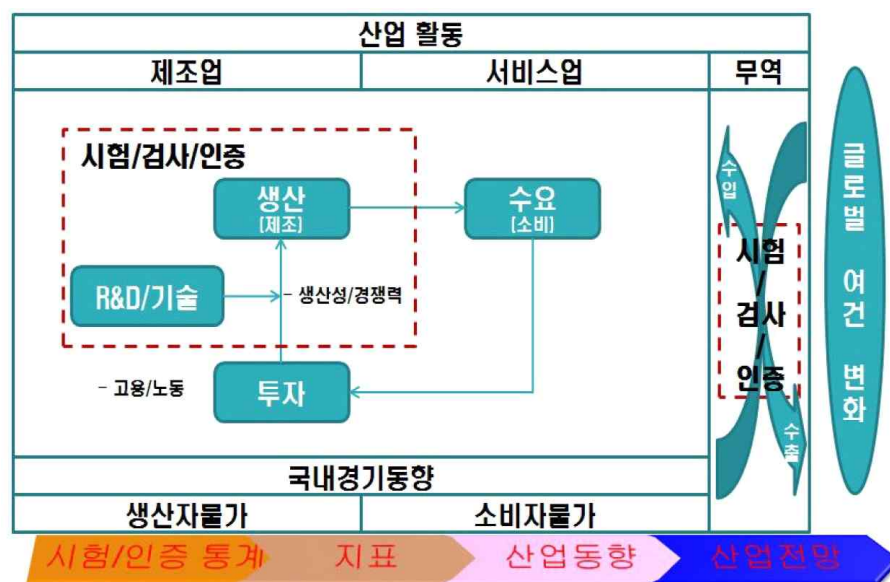 산업 활동
제조업
서비스업
무역
시험/검사/인증
생산
[제조]
수요
[소비]
R&D/기술
- 생산성/경쟁력
- 고용/노동
투자
수입
시험
/
검사
/
인증
수출
글로벌 여건 변화
국내경기동향
생산자물가
소비자물가
시험/인증 통계
지표
산업동향
산업전망